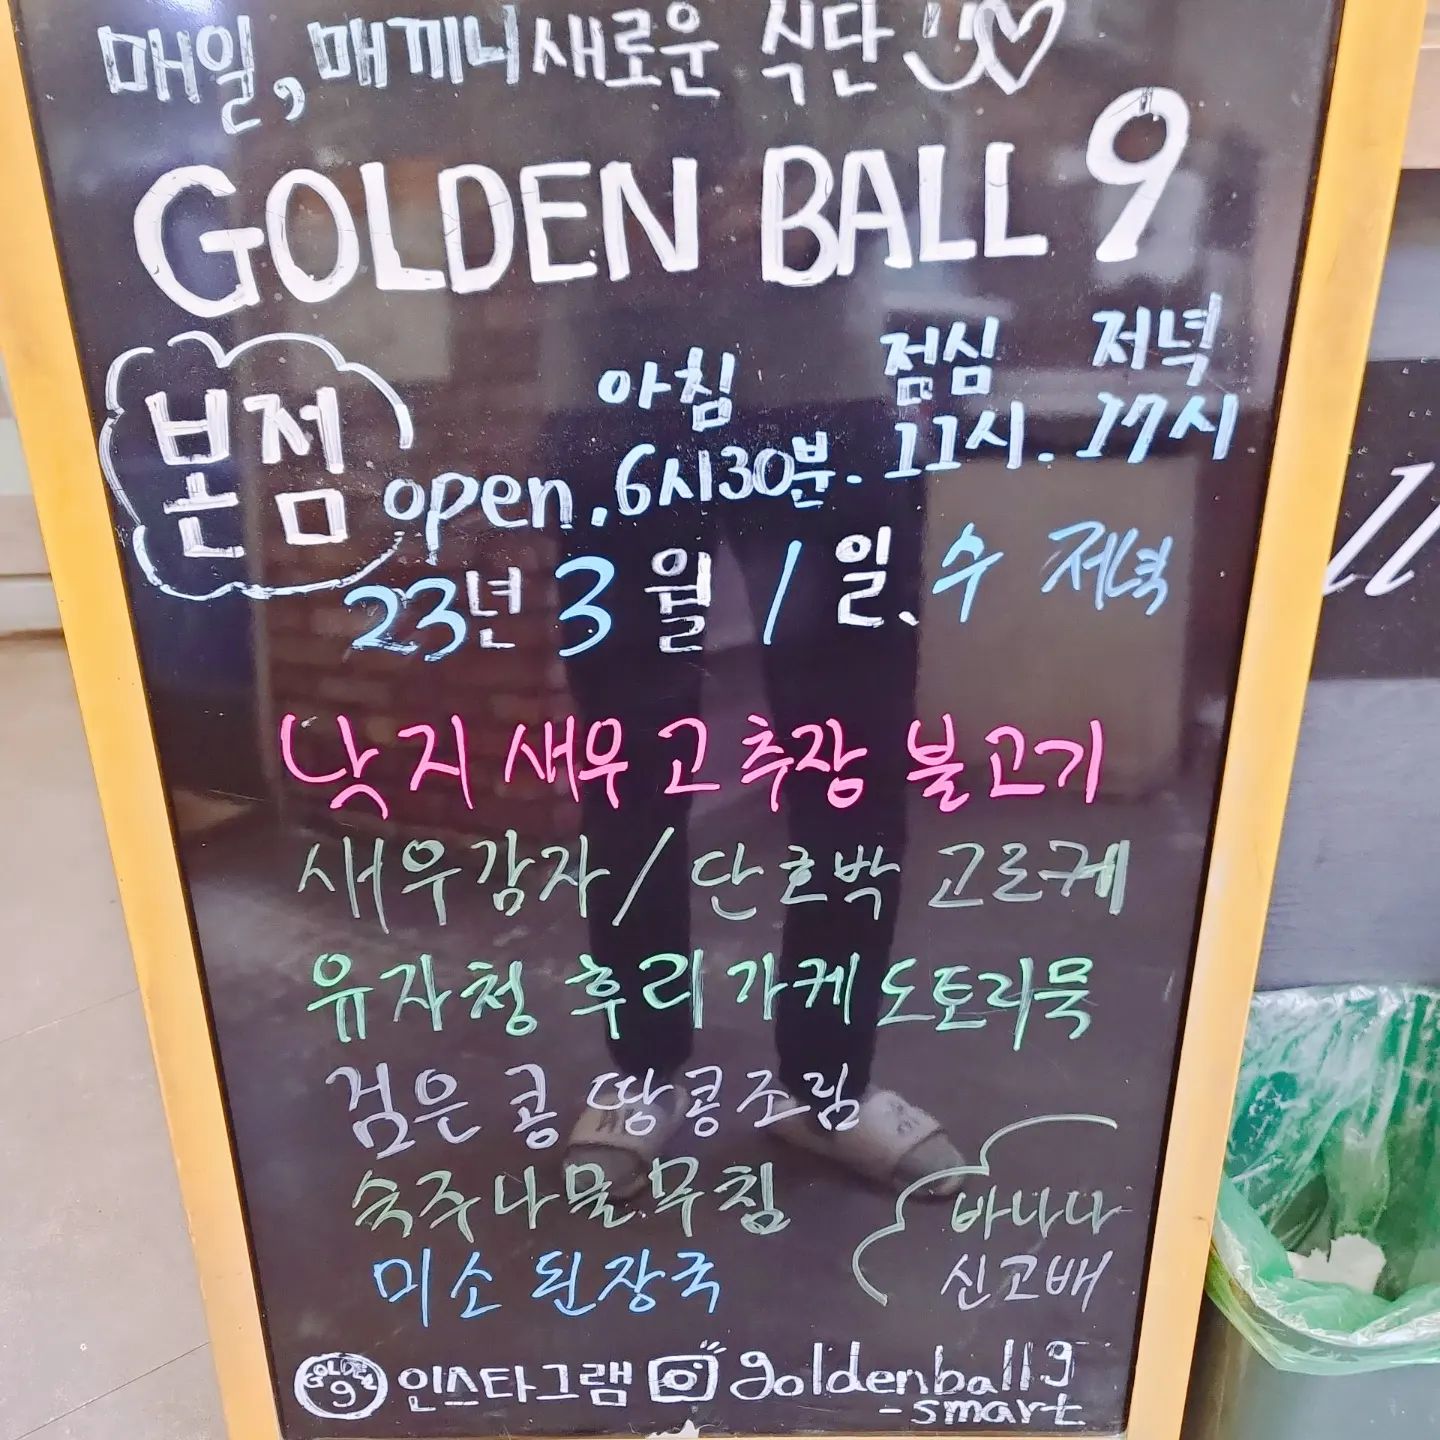 매일, 매끼니 새로운 식단
GOLDEN BALL 9
본점
아침 점심 저녁
open. 6시30분. 11시. 17시
23년 3월 1일. 수 저녁
낙지새우고추장 불고기
새우감자/단호박 고로케
유자청 후리가케 도토리묵
검은콩 땅콩조림
숙주나물무침
바나나
미소 된장국
신고배
GOLDEN 9 인스타그램 goldenball9
-smart
ll